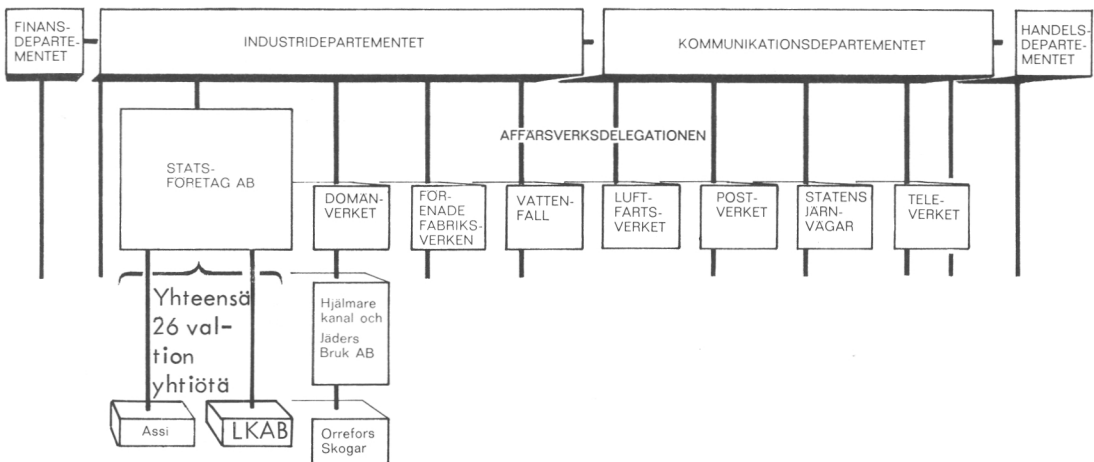 FINANS-
DEPARTE-
MENTET
INDUSTRIDEPARTEMENTET
KOMMUNIKATIONSDEPARTEMENTET
HANDELS-
DEPARTE-
MENTET
AFFÄRSVERKSDELEGATIONEN
STATS-
FÖRETAG AB
DOMÄN-
VERKET
FÖR-
ENADE
FABRIKS-
VERKEN
VATTEN-
FALL
LUFT-
FARTS-
VERKET
POST-
VERKET
STATENS
JÄRN-
VÄGAR
TELE-
VERKET
Yhteensä
26 val-
tion
yhtiötä
Hjälmare
kanal och
Jäders
Bruk AB
Assi
LKAB
Orrefors
Skogar